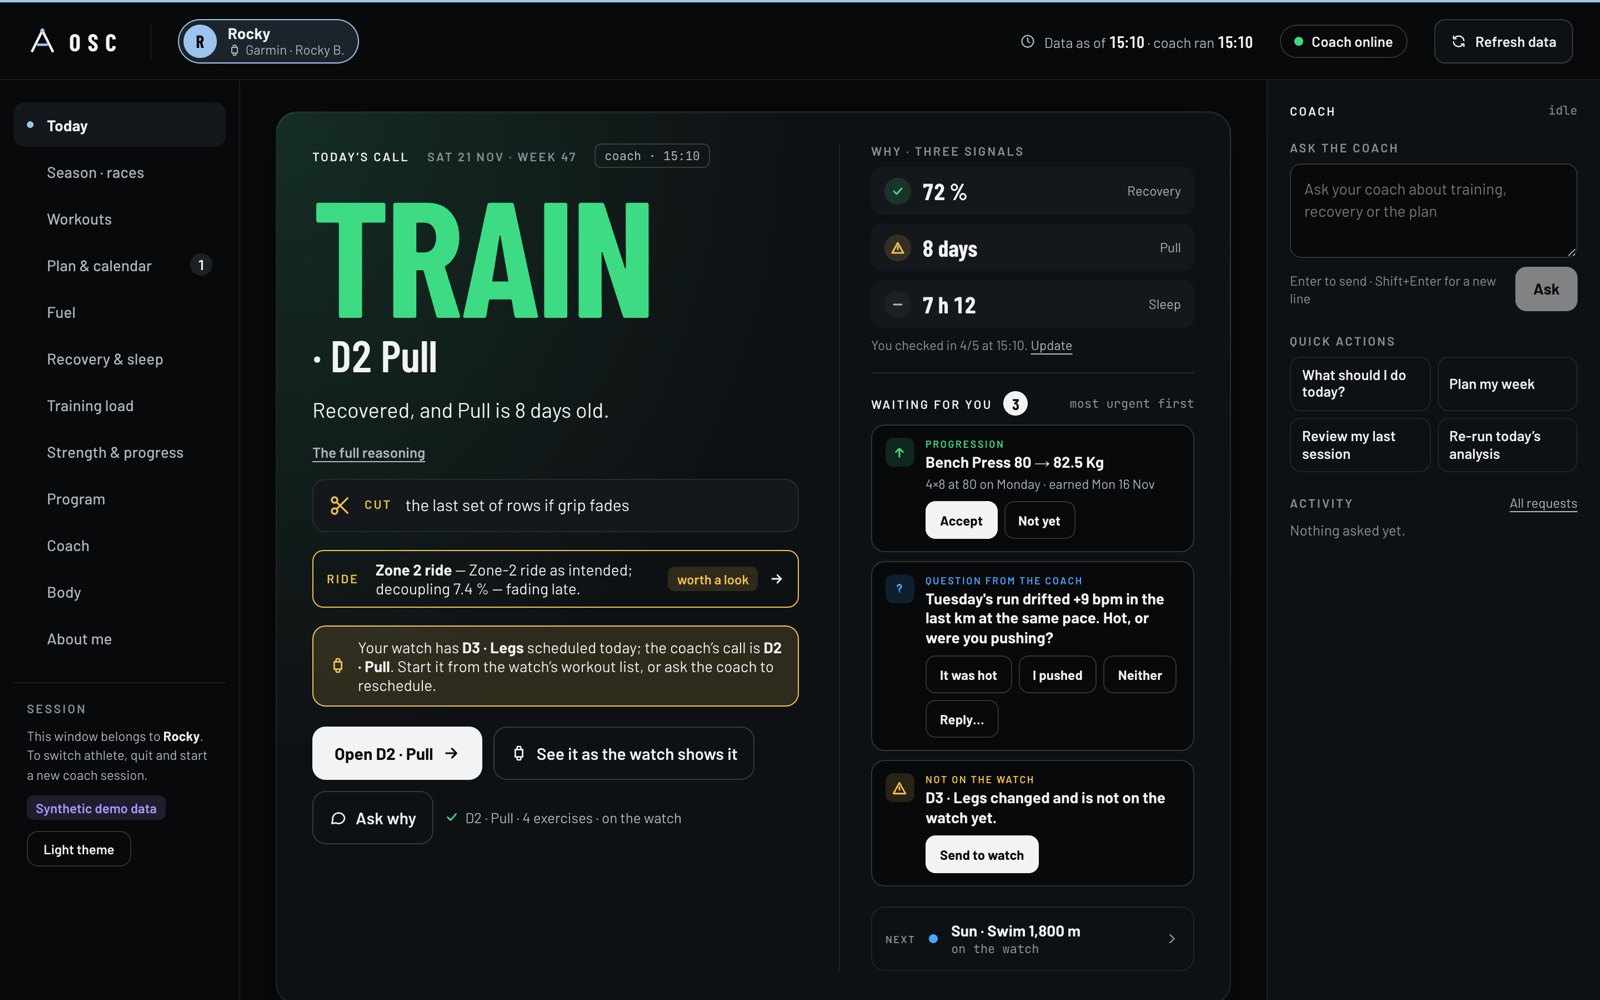 OSC
R
Rocky
Garmin · Rocky B.
Data as of 15:10 · coach ran 15:10
Coach online
Refresh data
Today
Season · races
Workouts
Plan & calendar
1
Fuel
Recovery & sleep
Training load
Strength & progress
Program
Coach
Body
About me
SESSION
This window belongs to Rocky.
To switch athlete, quit and start
a new coach session.
Synthetic demo data
Light theme
TODAY'S CALL
SAT 21 NOV · WEEK 47
coach · 15:10
TRAIN
· D2 Pull
Recovered, and Pull is 8 days old.
The full reasoning
CUT
the last set of rows if grip fades
RIDE
Zone 2 ride — Zone-2 ride as intended;
decoupling 7.4 % — fading late.
worth a look
Your watch has D3 · Legs scheduled today; the coach's call is D2
· Pull. Start it from the watch's workout list, or ask the coach to
reschedule.
Open D2 · Pull →
See it as the watch shows it
Ask why
D2 · Pull · 4 exercises · on the watch
WHY · THREE SIGNALS
72 %
Recovery
8 days
Pull
7 h 12
Sleep
You checked in 4/5 at 15:10. Update
WAITING FOR YOU
3
most urgent first
PROGRESSION
Bench Press 80 → 82.5 Kg
4×8 at 80 on Monday · earned Mon 16 Nov
Accept
Not yet
?
QUESTION FROM THE COACH
Tuesday's run drifted +9 bpm in the
last km at the same pace. Hot, or
were you pushing?
It was hot
I pushed
Neither
Reply…
NOT ON THE WATCH
D3 · Legs changed and is not on the
watch yet.
Send to watch
NEXT
Sun · Swim 1,800 m
on the watch
COACH
idle
ASK THE COACH
Ask your coach about training,
recovery or the plan
Enter to send · Shift+Enter for a new
line
Ask
QUICK ACTIONS
What should I do
today?
Plan my week
Review my last
session
Re-run today's
analysis
ACTIVITY
All requests
Nothing asked yet.